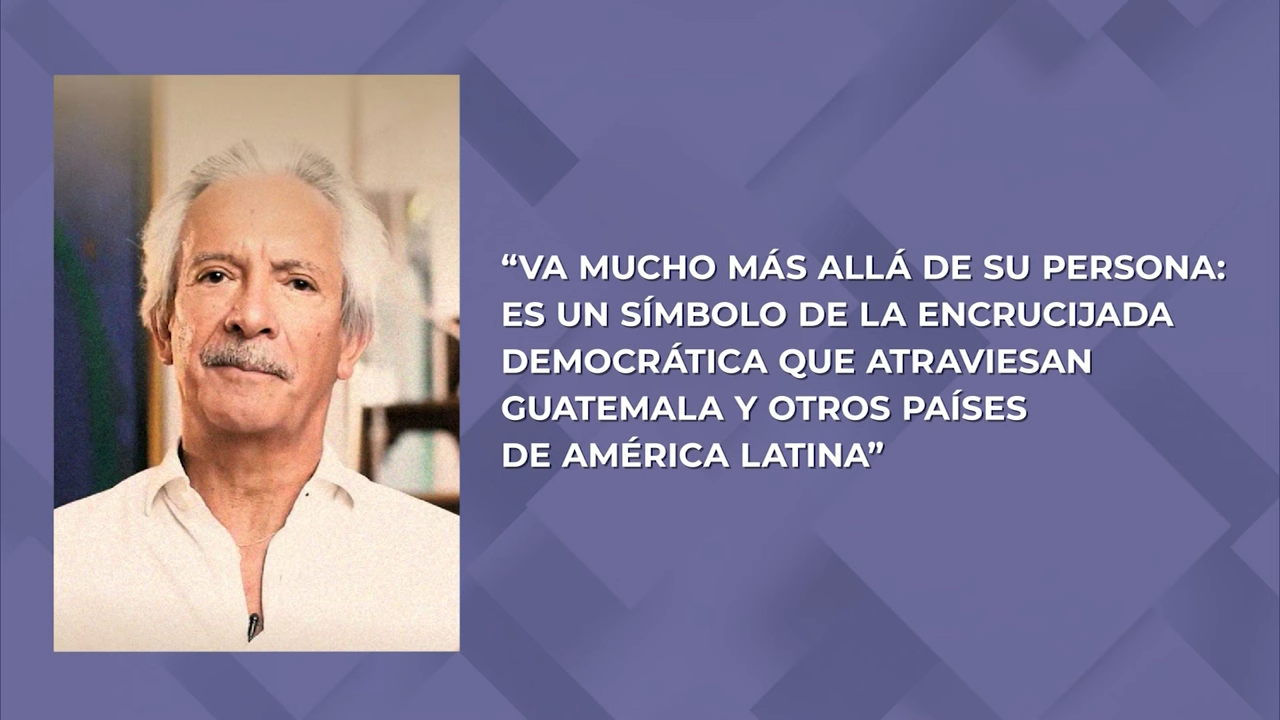 “VA MUCHO MÁS ALLÁ DE SU PERSONA:
ES UN SÍMBOLO DE LA ENCRUCIJADA
DEMOCRÁTICA QUE ATRAVIESAN
GUATEMALA Y OTROS PAÍSES
DE AMÉRICA LATINA”